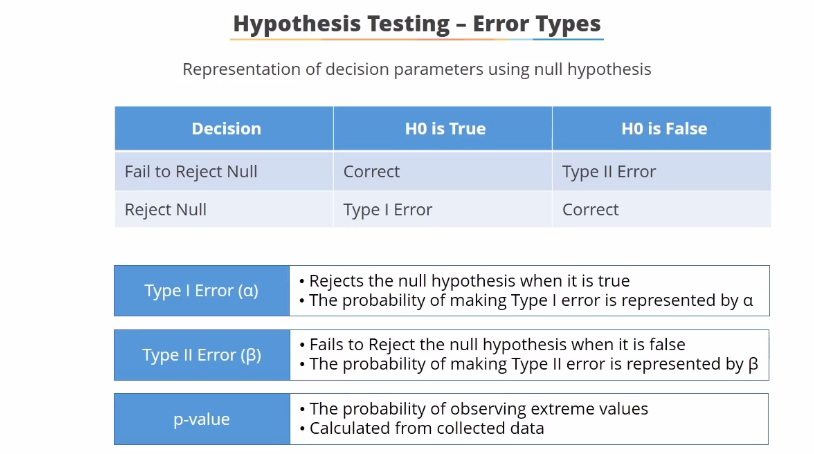 Hypothesis Testing – Error Types
Representation of decision parameters using null hypothesis
Decision H0 is True H0 is False
Fail to Reject Null Correct Type II Error
Reject Null Type I Error Correct
Type I Error (α)
• Rejects the null hypothesis when it is true
• The probability of making Type I error is represented by α
Type II Error (β)
• Fails to Reject the null hypothesis when it is false
• The probability of making Type II error is represented by β
p-value
• The probability of observing extreme values
• Calculated from collected data